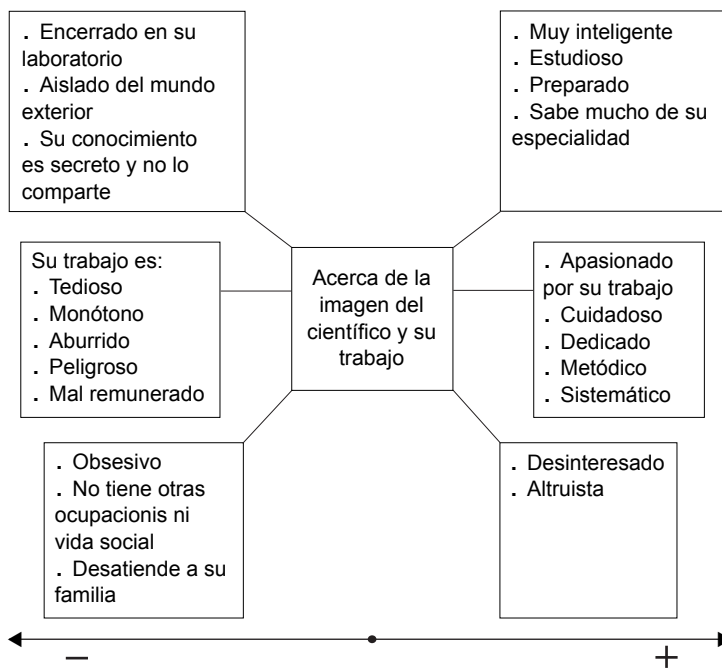 . Encerrado en su
laboratorio
. Aislado del mundo
exterior
. Su conocimiento
es secreto y no lo
comparte
. Muy inteligente
. Estudioso
. Preparado
. Sabe mucho de su
especialidad
Su trabajo es:
. Tedioso
. Monótono
. Aburrido
. Peligroso
. Mal remunerado
Acerca de la
imagen del
científico y su
trabajo
. Apasionado
por su trabajo
. Cuidadoso
. Dedicado
. Metódico
. Sistemático
. Obsesivo
. No tiene otras
ocupacionis ni
vida social
. Desatiende a su
familia
. Desinteresado
. Altruista
− +